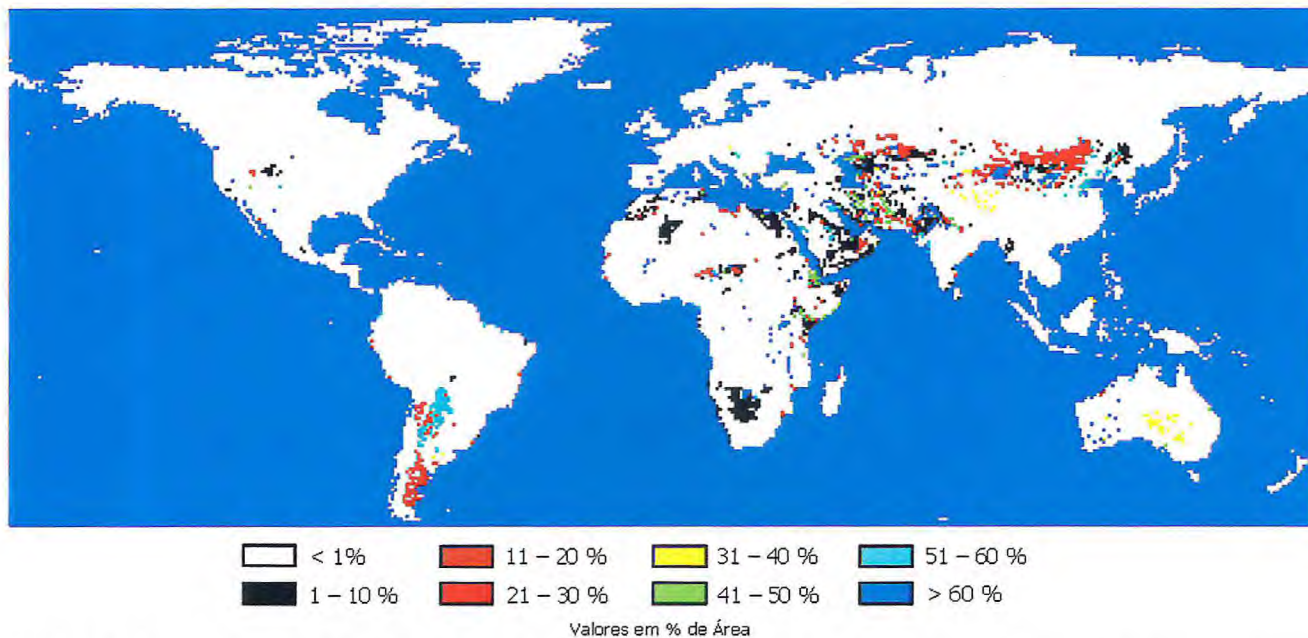 < 1% 11 – 20 % 31 – 40 % 51 – 60 %
1 – 10 % 21 – 30 % 41 – 50 % > 60 %
Valores em % de Área